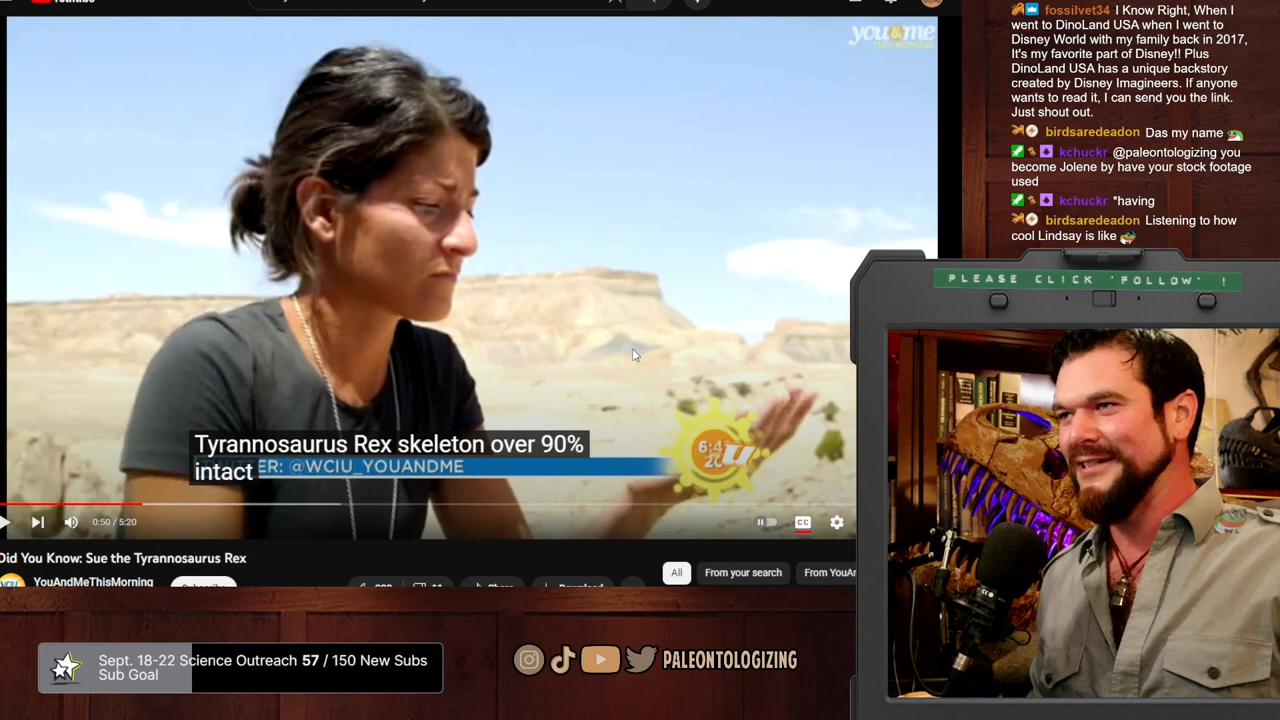 you&me
fossilvet34 I Know Right, When I
went to DinoLand USA when I went to
Disney World with my family back in 2017,
It's my favorite part of Disney!! Plus
DinoLand USA has a unique backstory
created by Disney Imagineers. If anyone
wants to read it, I can send you the link.
Just shout out.
birdsaredeadon Das my name
kchuckr @paleontologizing you
become Jolene by have your stock footage
used
kchuckr *having
birdsaredeadon Listening to how
cool Lindsay is like
PLEASE CLICK 'FOLLOW' !
Tyrannosaurus Rex skeleton over 90%
intact
ER: @WCIU_YOUANDME
u
0:50 / 5:20
CC
Did You Know: Sue the Tyrannosaurus Rex
YouAndMeThisMorning
All
From your search
From YouAr
Sept. 18-22 Science Outreach 57 / 150 New Subs
Sub Goal
PALEONTOLOGIZING